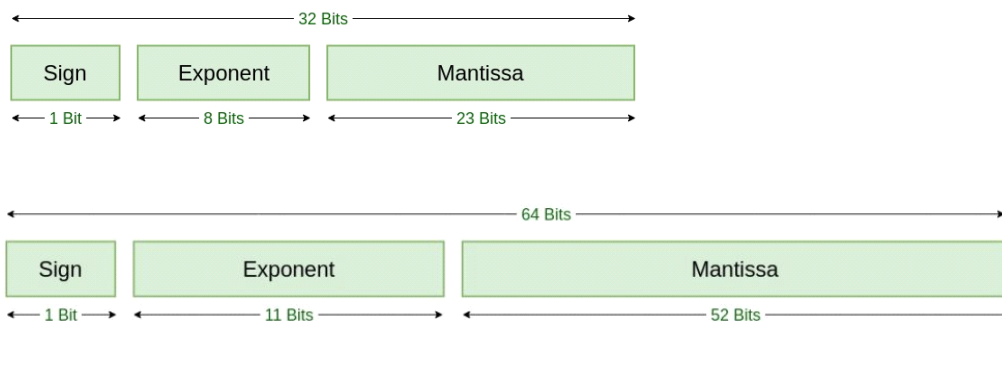 32 Bits
Sign Exponent Mantissa
1 Bit 8 Bits 23 Bits
64 Bits
Sign Exponent Mantissa
1 Bit 11 Bits 52 Bits